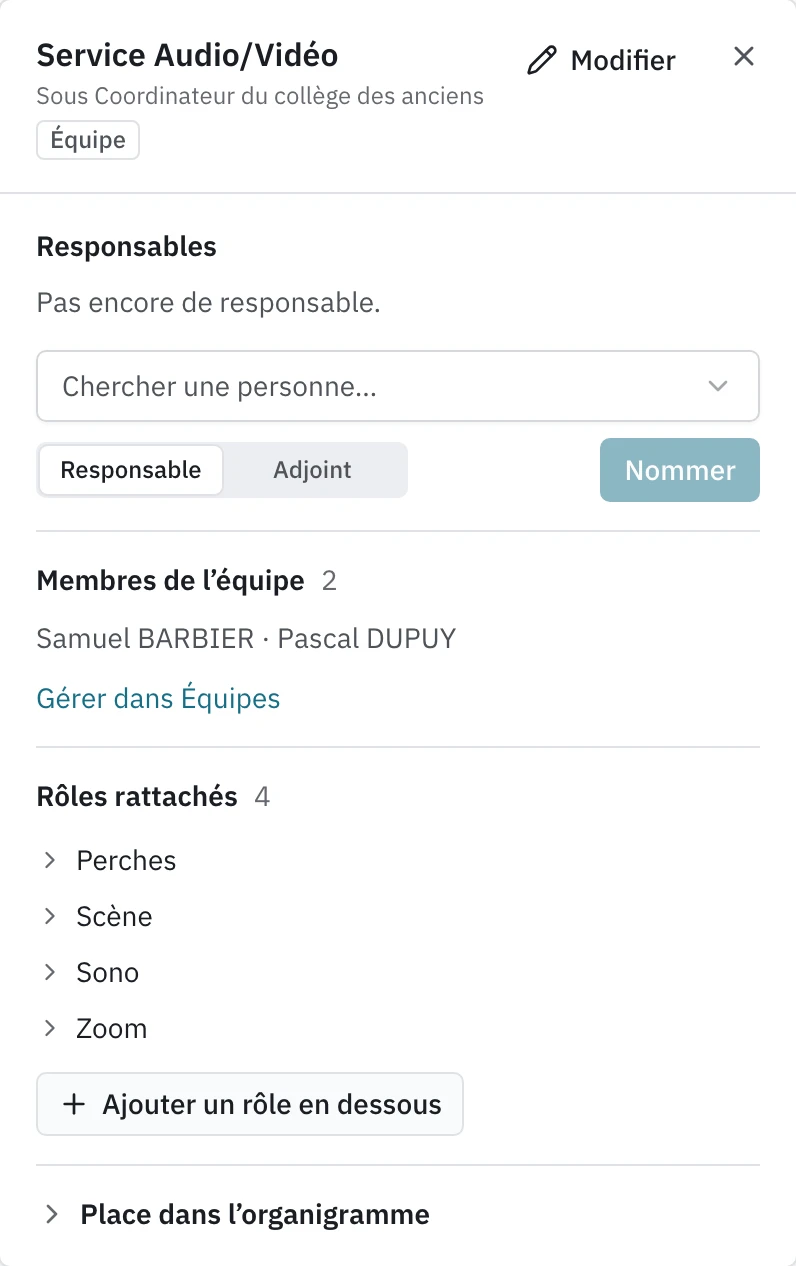 Service Audio/Vidéo
Modifier
Sous Coordinateur du collège des anciens
Équipe
Responsables
Pas encore de responsable.
Chercher une personne...
Responsable
Adjoint
Nommer
Membres de l’équipe 2
Samuel BARBIER · Pascal DUPUY
Gérer dans Équipes
Rôles rattachés 4
Perches
Scène
Sono
Zoom
+ Ajouter un rôle en dessous
Place dans l’organigramme